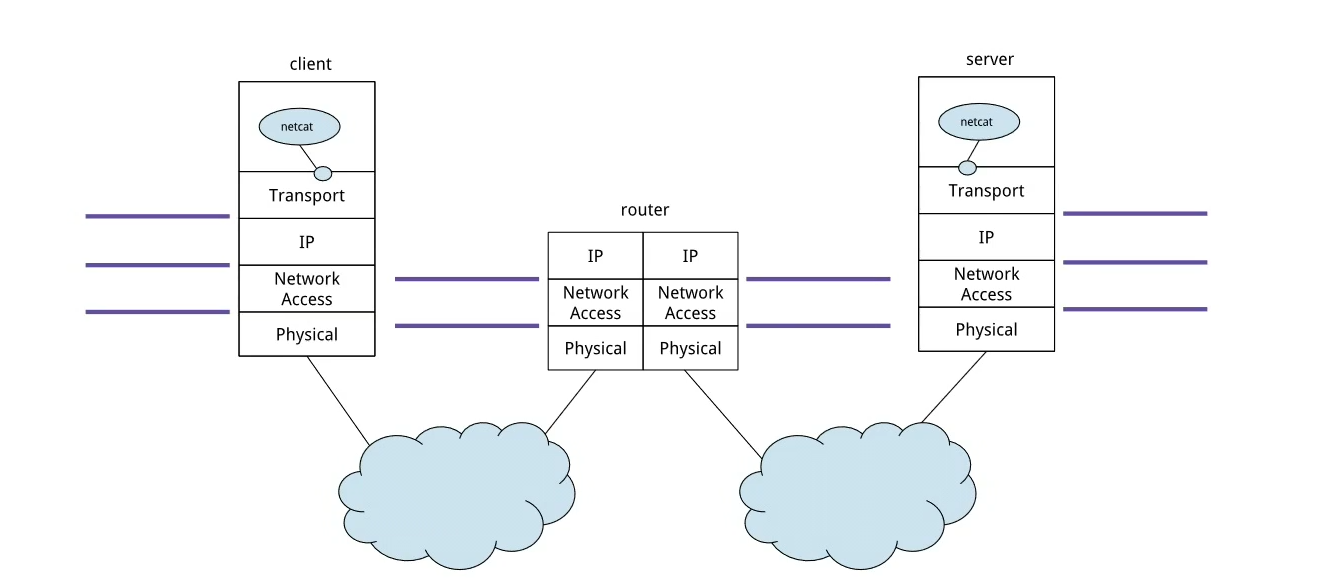 client
netcat
Transport
IP
Network
Access
Physical
router
IP
IP
Network
Access
Network
Access
Physical
Physical
server
netcat
Transport
IP
Network
Access
Physical